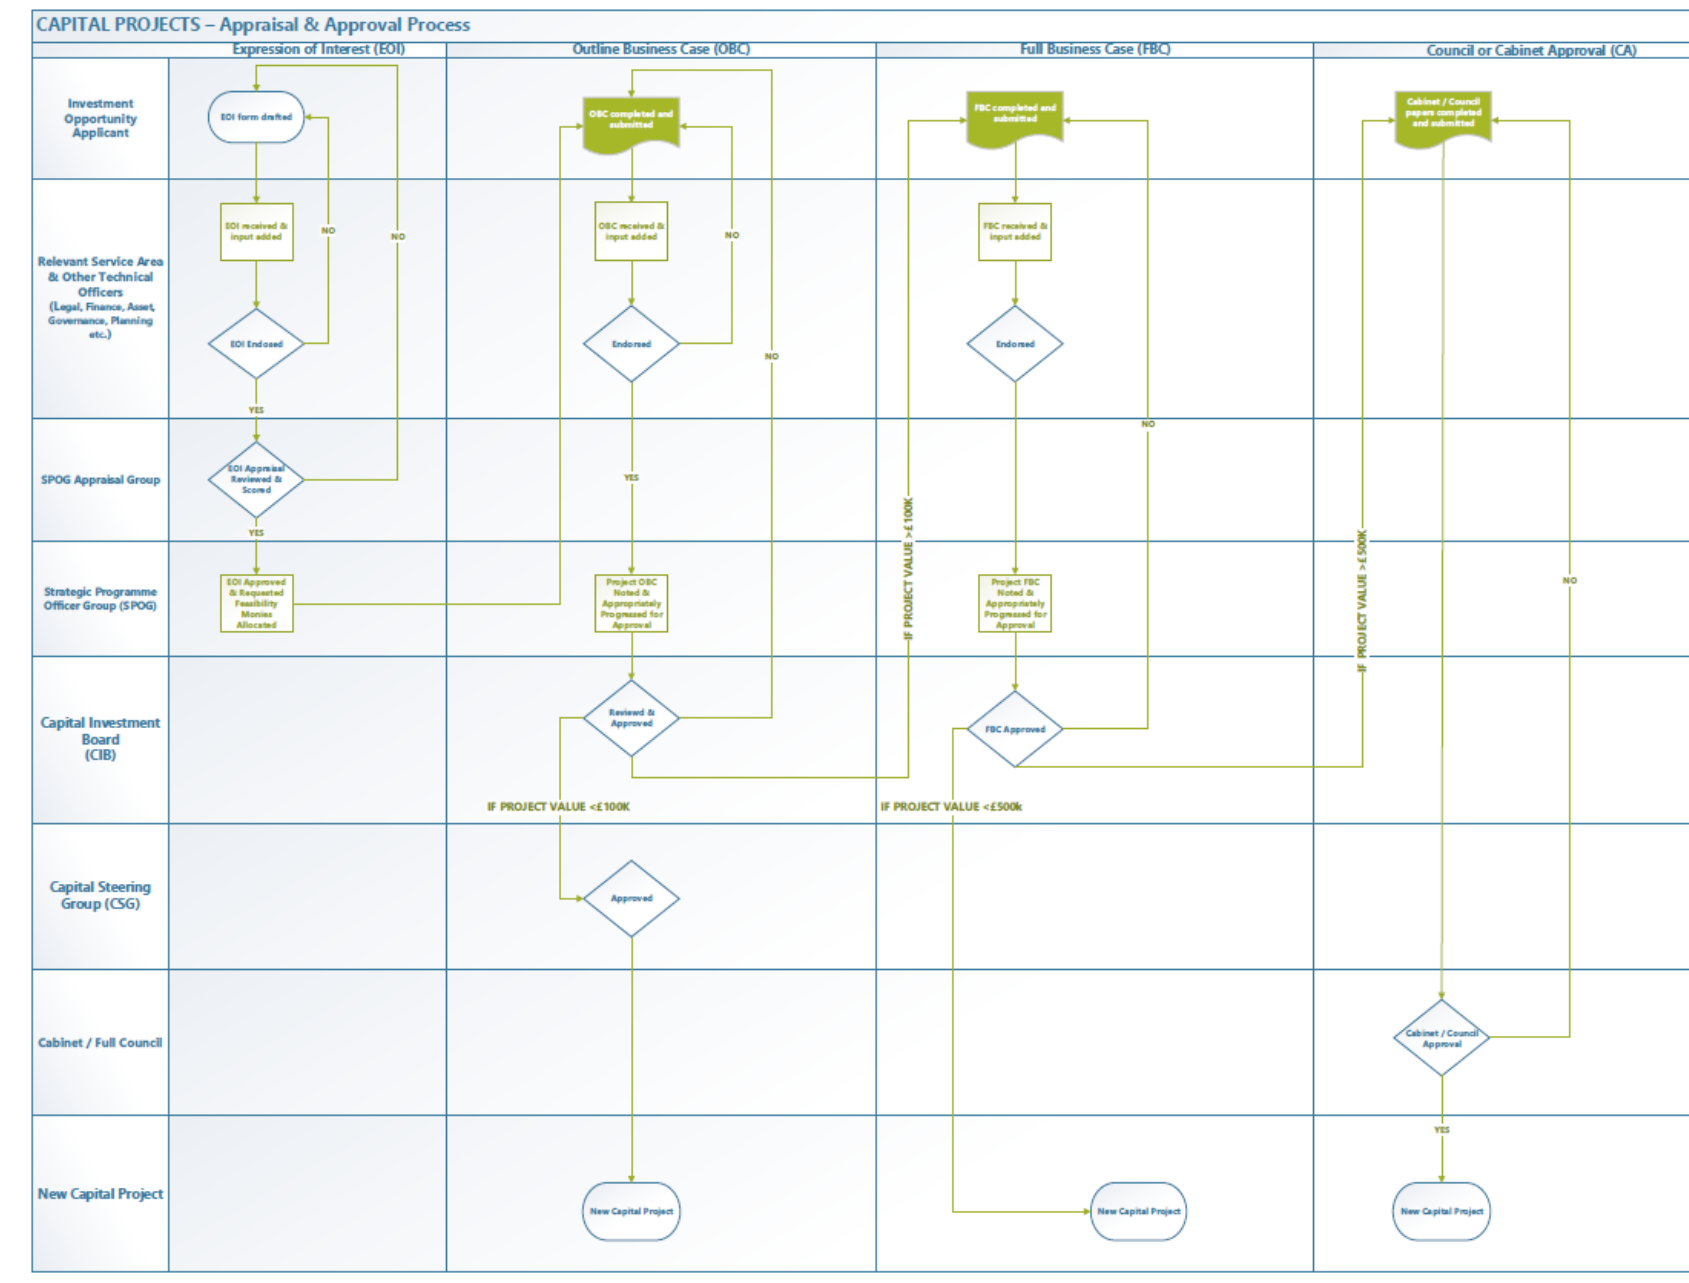 CAPITAL PROJECTS – Appraisal & Approval Process
Expression of Interest (EOI)
Outline Business Case (OBC)
Full Business Case (FBC)
Council or Cabinet Approval (CA)
Investment
Opportunity
Applicant
EOI form drafted
OBC completed and
submitted
FBC completed and
submitted
Cabinet / Council
papers completed
and submitted
Relevant Service Area
& Other Technical
Officers
(Legal, Finance, Asset,
Governance, Planning
etc.)
EOI received &
input added
NO
NO
OBC received &
input added
NO
FBC received &
input added
EOI Endosed
Endorsed
NO
Endorsed
YES
NO
SPOG Appraisal Group
EOI Appraisal
Reviewed &
Scored
YES
YES
IF PROJECT VALUE >£100K
IF PROJECT VALUE >£500K
NO
Strategic Programme
Officer Group (SPOG)
EOI Approved
& Requested
Feasibility
Monies
Allocated
Project OBC
Noted &
Appropriately
Progressed for
Approval
Project FBC
Noted &
Appropriately
Progressed for
Approval
Capital Investment
Board
(CIB)
Reviewd &
Approved
FBC Approved
IF PROJECT VALUE <£100K
IF PROJECT VALUE <£500k
Capital Steering
Group (CSG)
Approved
Cabinet / Full Council
Cabinet / Council
Approval
YES
New Capital Project
New Capital Project
New Capital Project
New Capital Project